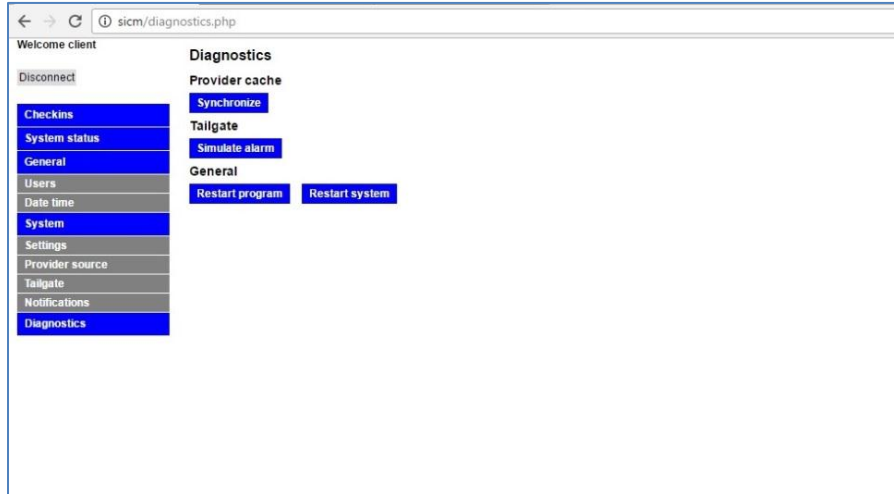 sicm/diagnostics.php
Welcome client
Disconnect
Checkins
System status
General
Users
Date time
System
Settings
Provider source
Tailgate
Notifications
Diagnostics
Diagnostics
Provider cache
Synchronize
Tailgate
Simulate alarm
General
Restart program Restart system